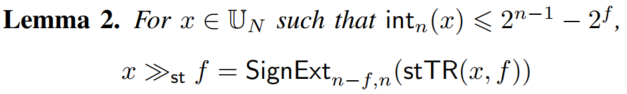 Lemma 2. For x ∈ 𝕌_N such that int_n(x) ⩽ 2^{n−1} − 2^f,
x ≫_st f = SignExt_{n−f,n}(stTR(x, f))